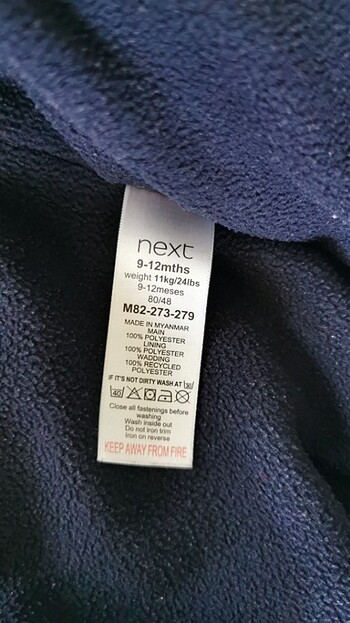 next
9-12mths
weight 11kg/24lbs
9-12meses
80/48
M82-273-279
MADE IN MYANMAR
MAIN
100% POLYESTER
LINING
100% POLYESTER
WADDING
100% RECYCLED
POLYESTER
IF IT'S NOT DIRTY WASH AT 30
40
Close all fastenings before
washing
Wash inside out
Do not iron trim
Iron on reverse
KEEP AWAY FROM FIRE